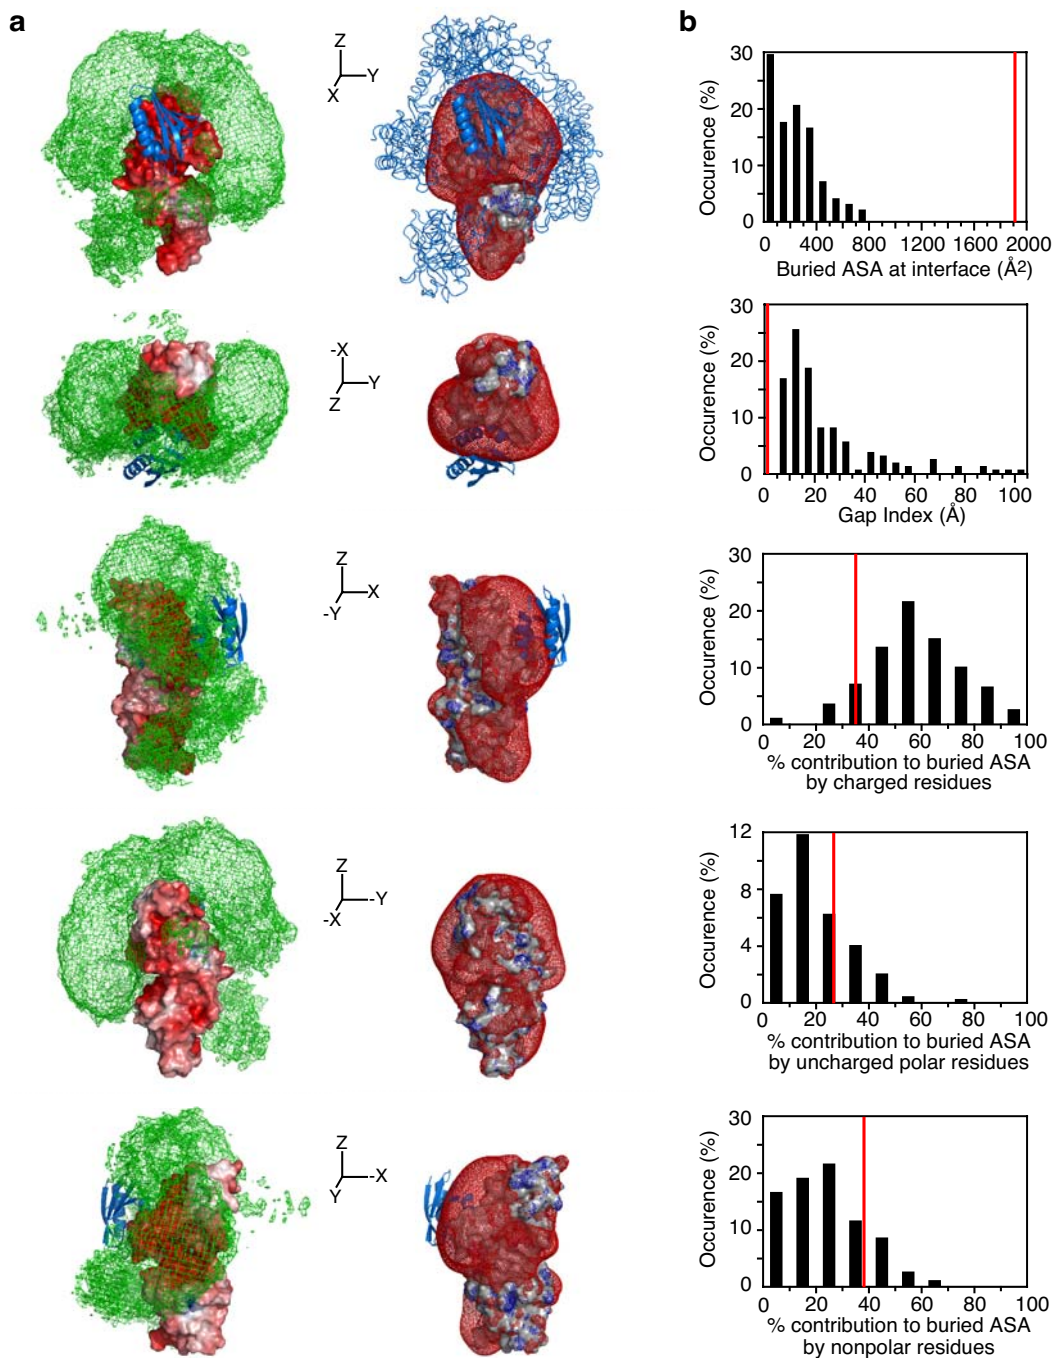 a
b
Z
Y
X
-X
Y
Z
Z
X
-Y
Z
-Y
-X
Z
-X
Y
30
20
10
0
Occurence (%)
0 400 800 1200 1600 2000
Buried ASA at interface (Å2)
30
20
10
0
Occurence (%)
0 20 40 60 80 100
Gap Index (Å)
30
20
10
0
Occurence (%)
0 20 40 60 80 100
% contribution to buried ASA
by charged residues
12
8
4
0
Occurence (%)
0 20 40 60 80 100
% contribution to buried ASA
by uncharged polar residues
30
20
10
0
Occurence (%)
0 20 40 60 80 100
% contribution to buried ASA
by nonpolar residues